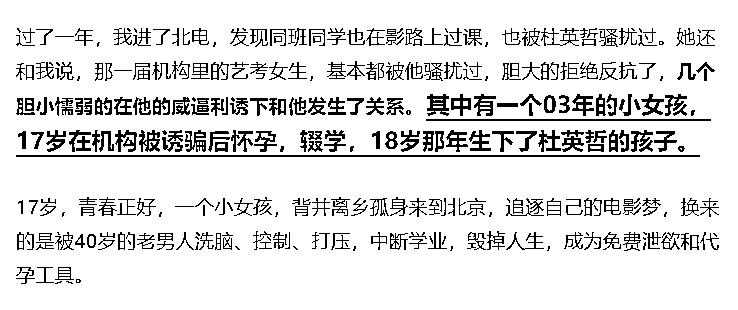 过了一年，我进了北电，发现同班同学也在影路上过课，也被杜英哲骚扰过。她还
和我说，那一届机构里的艺考女生，基本都被他骚扰过，胆大的拒绝反抗了，几个
胆小懦弱的在他的威逼利诱下和他发生了关系。其中有一个03年的小女孩，
17岁在机构被诱骗后怀孕，辍学，18岁那年生下了杜英哲的孩子。
17岁，青春正好，一个小女孩，背井离乡孤身来到北京，追逐自己的电影梦，换来
的是被40岁的老男人洗脑、控制、打压，中断学业，毁掉人生，成为免费泄欲和代
孕工具。